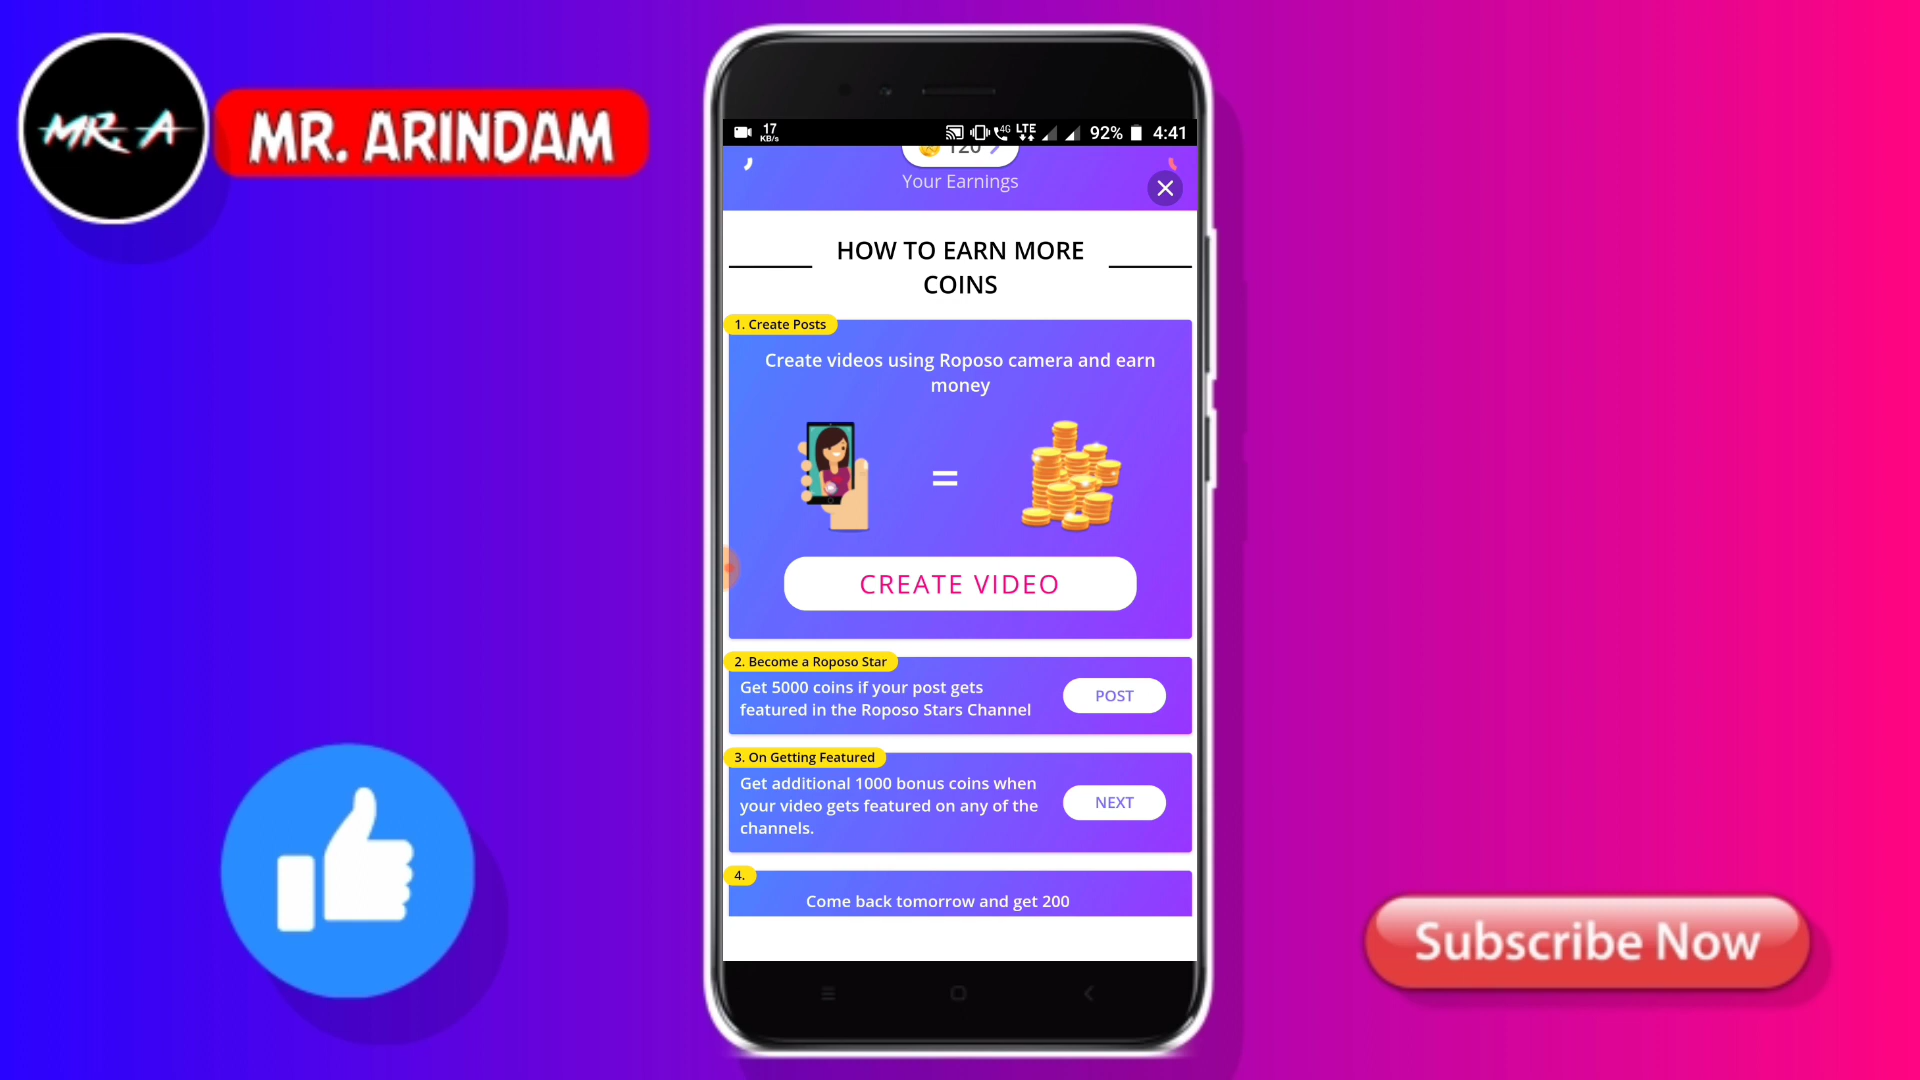 MR. A
MR. ARINDAM
17
KB/s
4G
LTE
92%
4:41
120
Your Earnings
HOW TO EARN MORE
COINS
1. Create Posts
Create videos using Roposo camera and earn
money
=
CREATE VIDEO
2. Become a Roposo Star
Get 5000 coins if your post gets
featured in the Roposo Stars Channel
POST
3. On Getting Featured
Get additional 1000 bonus coins when
your video gets featured on any of the
channels.
NEXT
4.
Come back tomorrow and get 200
Subscribe Now